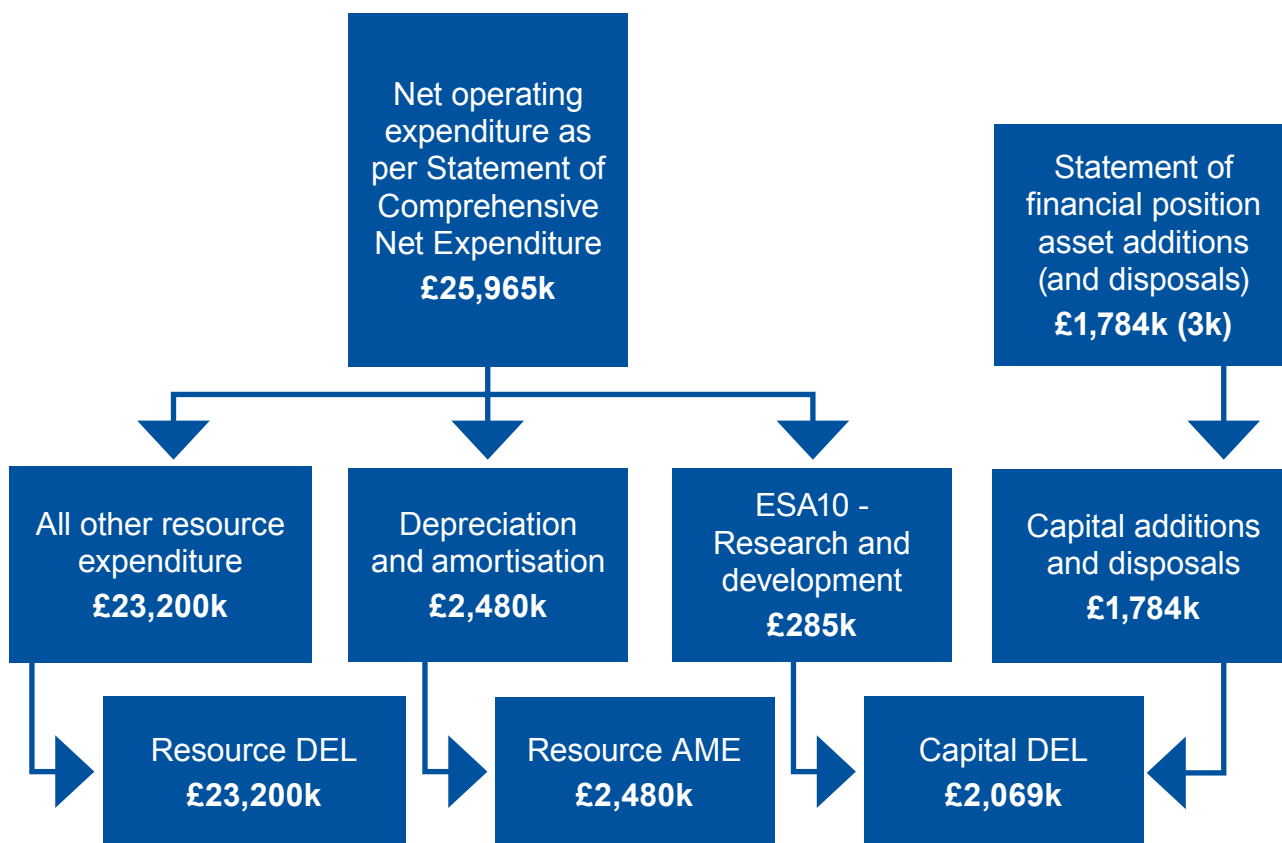 Net operating
expenditure as
per Statement of
Comprehensive
Net Expenditure
£25,965k
Statement of
financial position
asset additions
(and disposals)
£1,784k (3k)
All other resource
expenditure
£23,200k
Depreciation
and amortisation
£2,480k
ESA10 -
Research and
development
£285k
Capital additions
and disposals
£1,784k
Resource DEL
£23,200k
Resource AME
£2,480k
Capital DEL
£2,069k